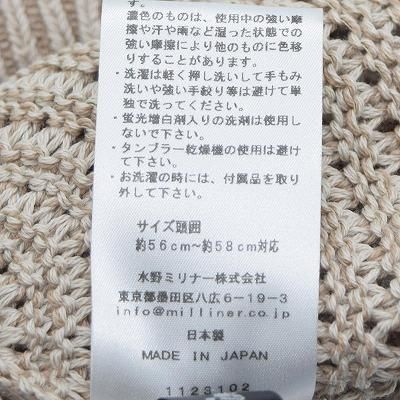 す。
濃色のものは、使用中の強い摩
擦や汗や雨など湿った状態での
強い摩擦により他のものに色移
りすることがあります。
・洗濯は軽く押し洗いして手もみ
洗いや強い手絞り等は避けて単
独で洗ってください。
・蛍光増白剤入りの洗剤は使用し
ないで下さい。
・タンブラー乾燥機の使用は避け
て下さい。
・お洗濯の時には、付属品を取り
外して下さい。
サイズ頭囲
約56cm~約58cm対応
水野ミリナー株式会社
東京都墨田区八広6-19-3
info@milliner.co.jp
日本製
MADE IN JAPAN
1123102